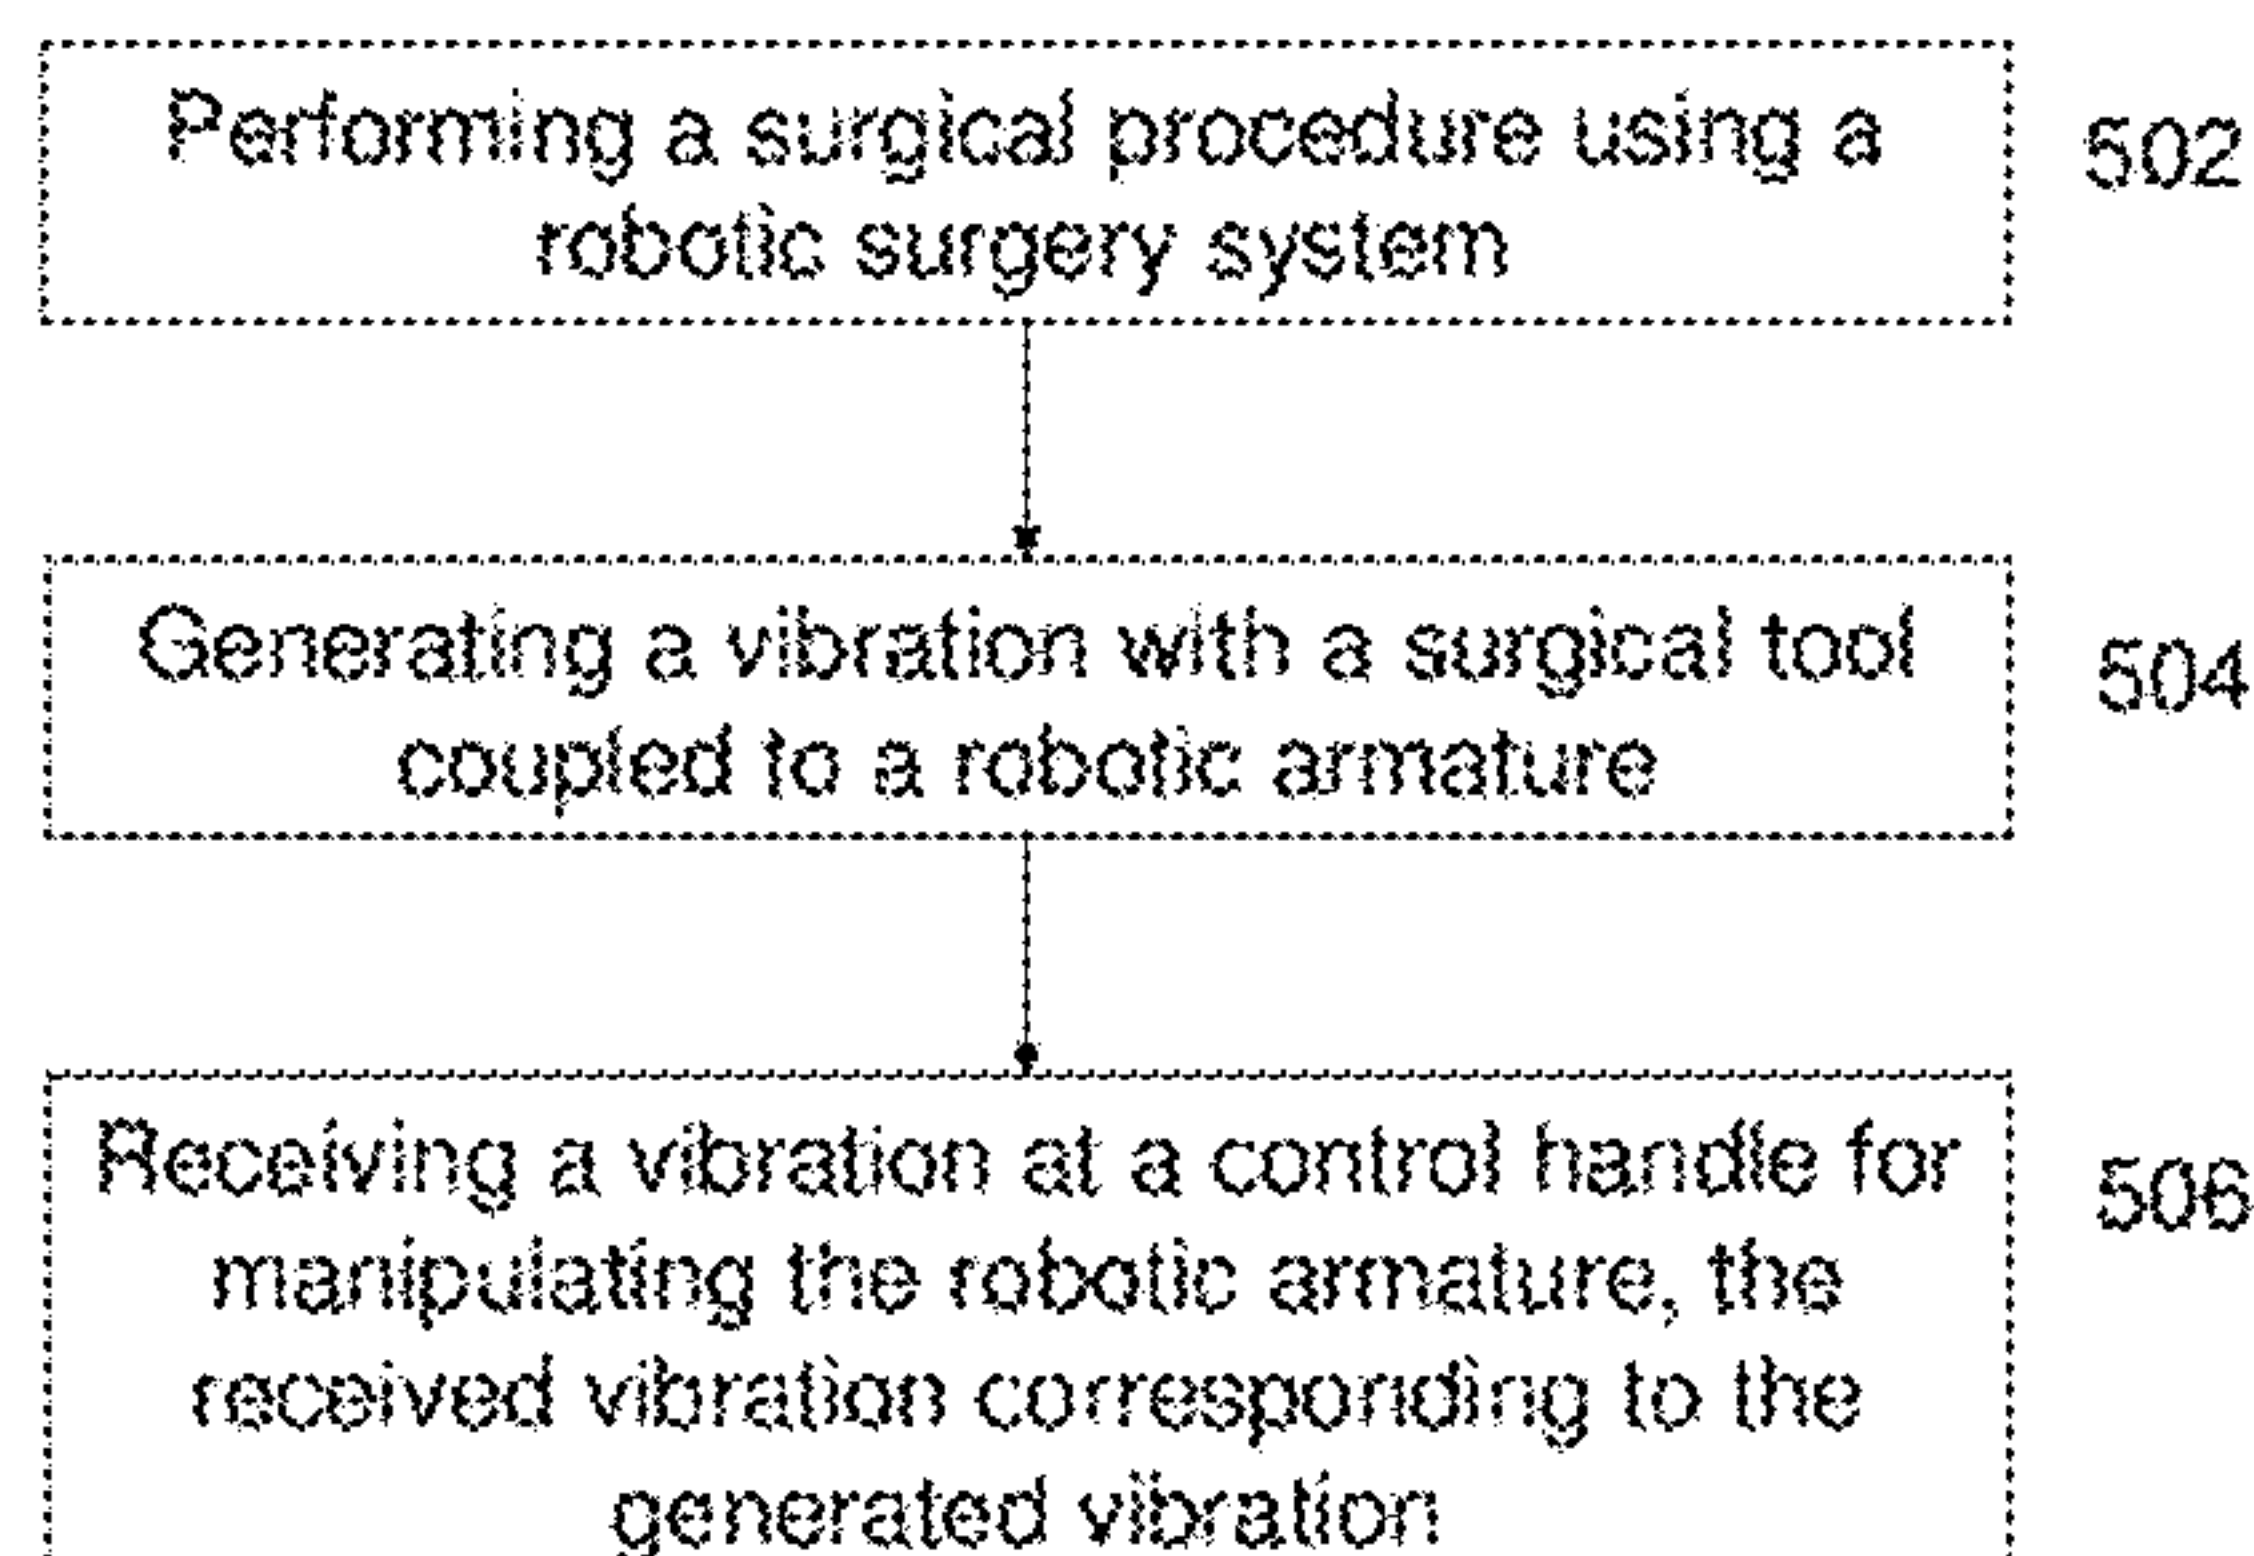 Performing a surgical procedure using a
robotic surgery system
502
Generating a vibration with a surgical tool
coupled to a robotic armature
504
Receiving a vibration at a control handle for
manipulating the robotic armature, the
received vibration corresponding to the
generated vibration
506